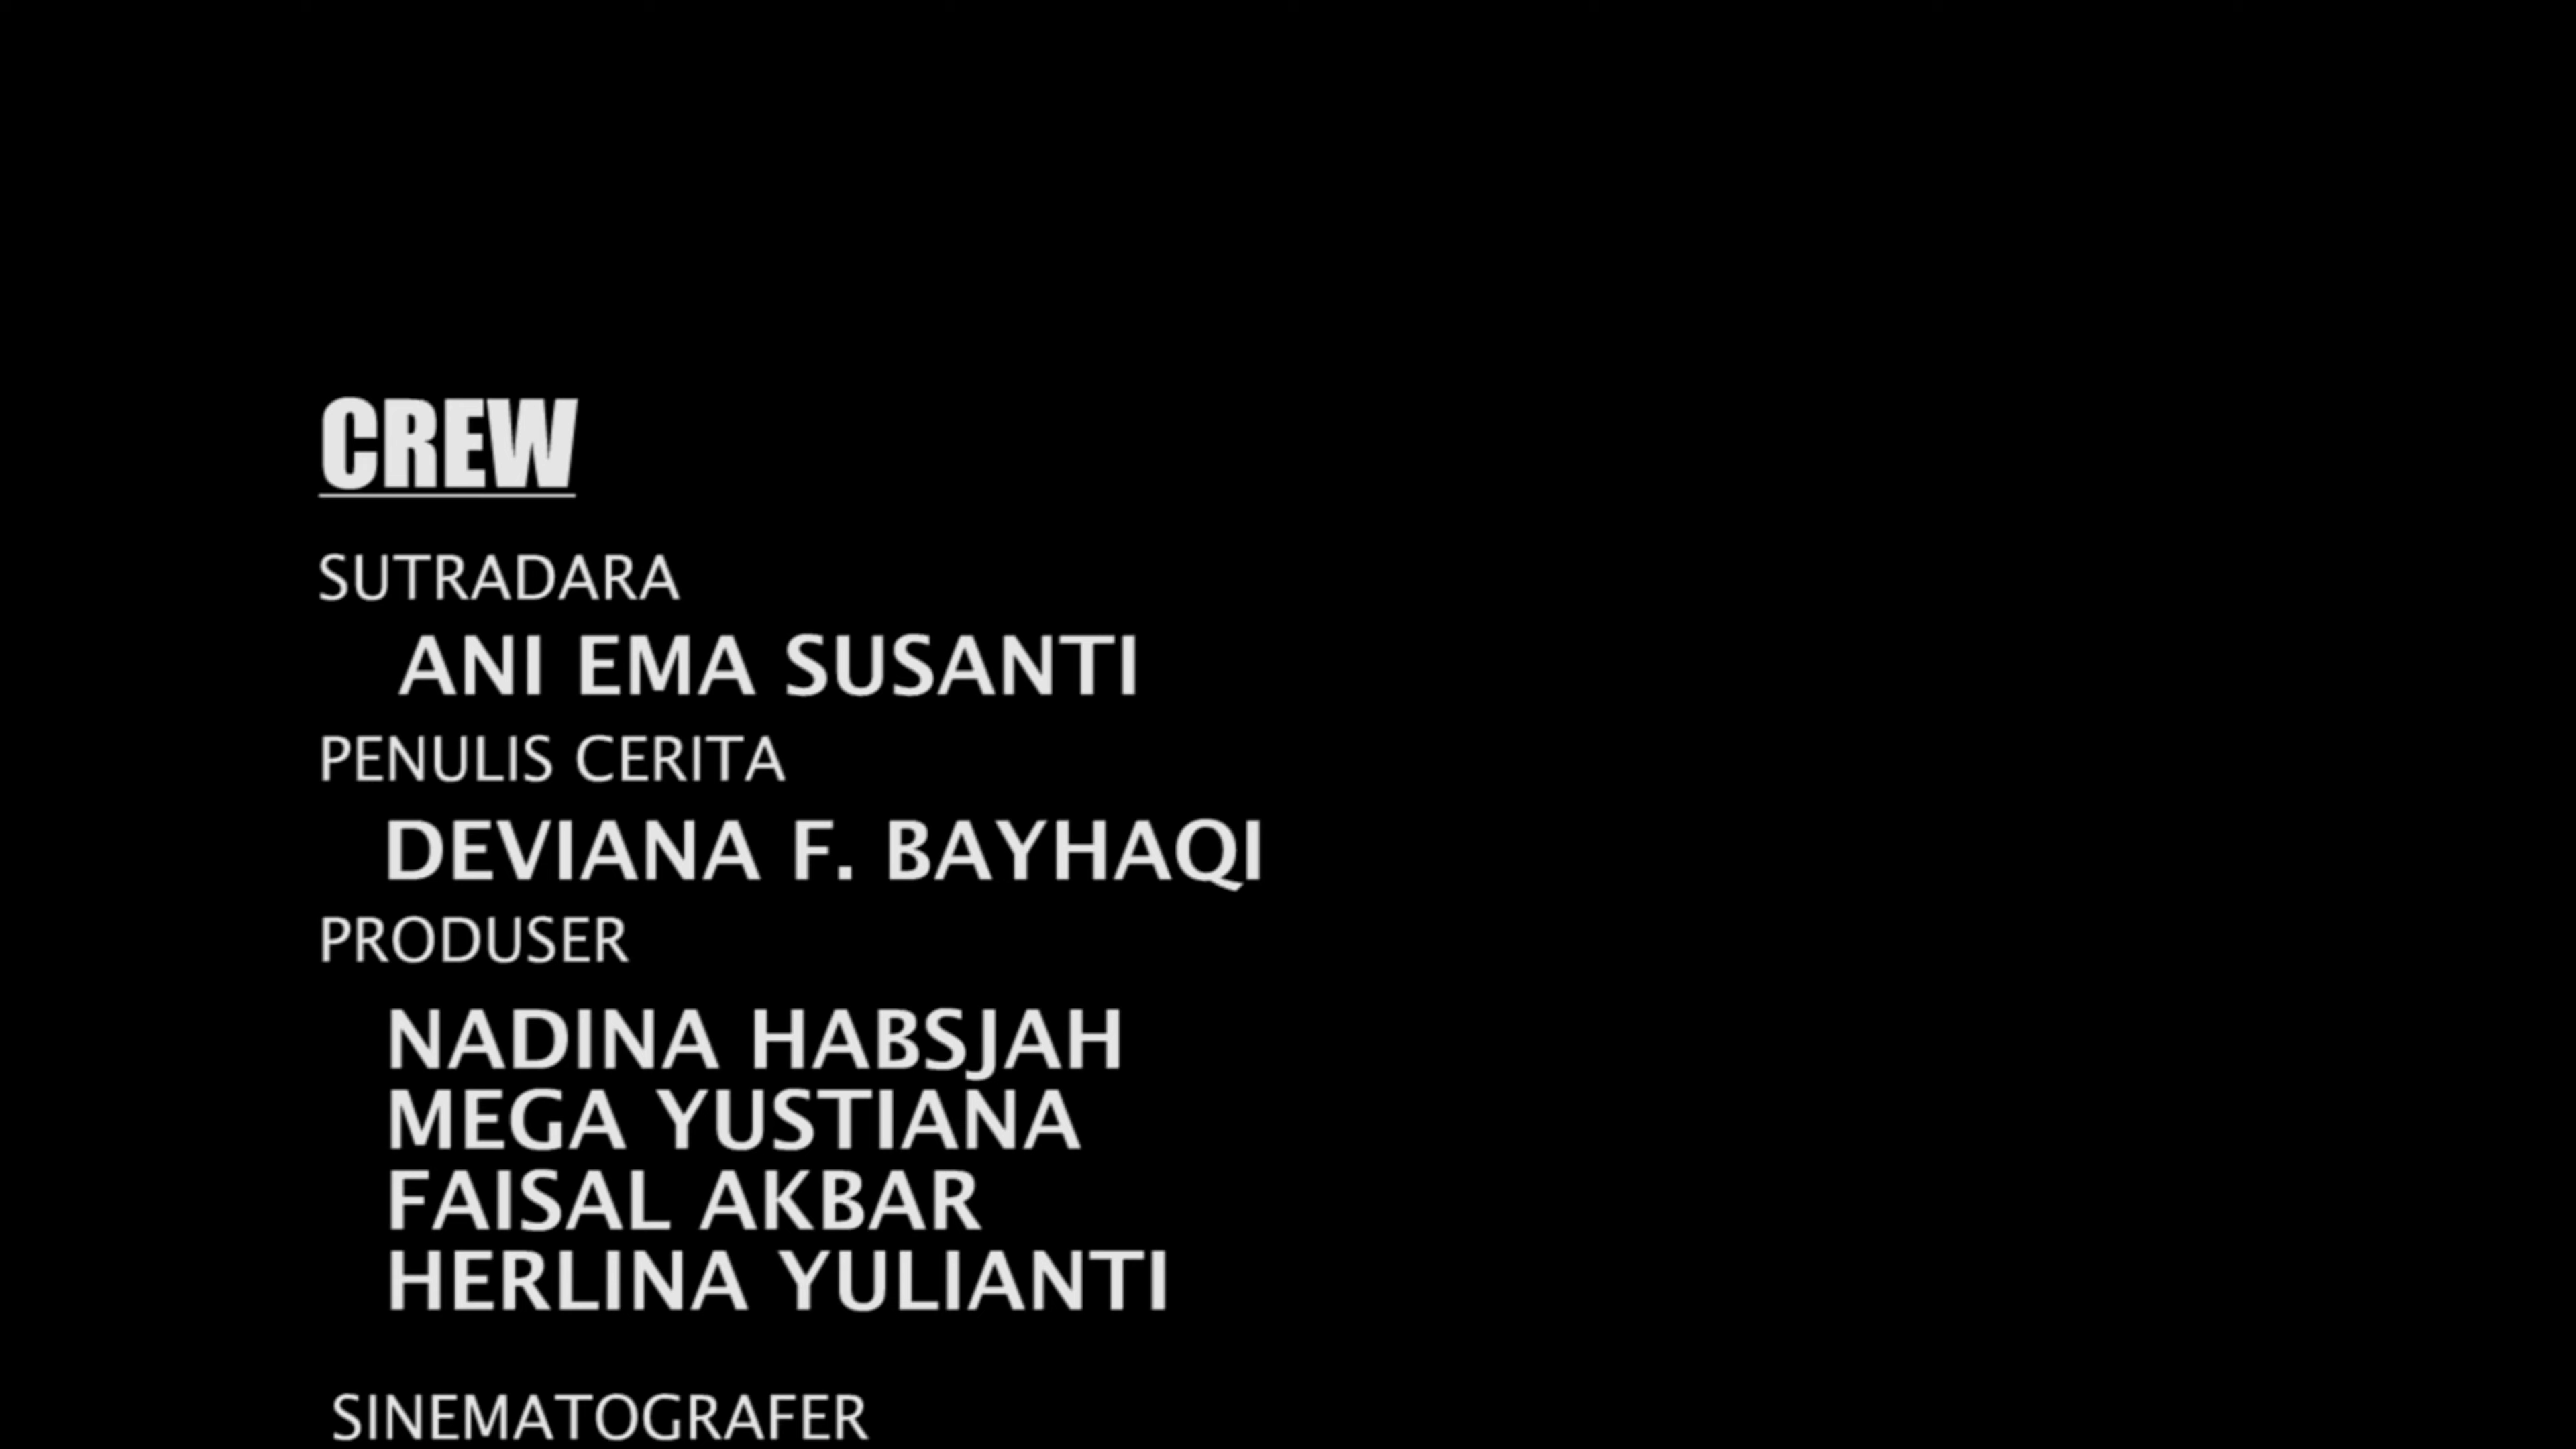 CREW
SUTRADARA
ANI EMA SUSANTI
PENULIS CERITA
DEVIANA F. BAYHAQI
PRODUSER
NADINA HABSJAH
MEGA YUSTIANA
FAISAL AKBAR
HERLINA YULIANTI
SINEMATOGRAFER